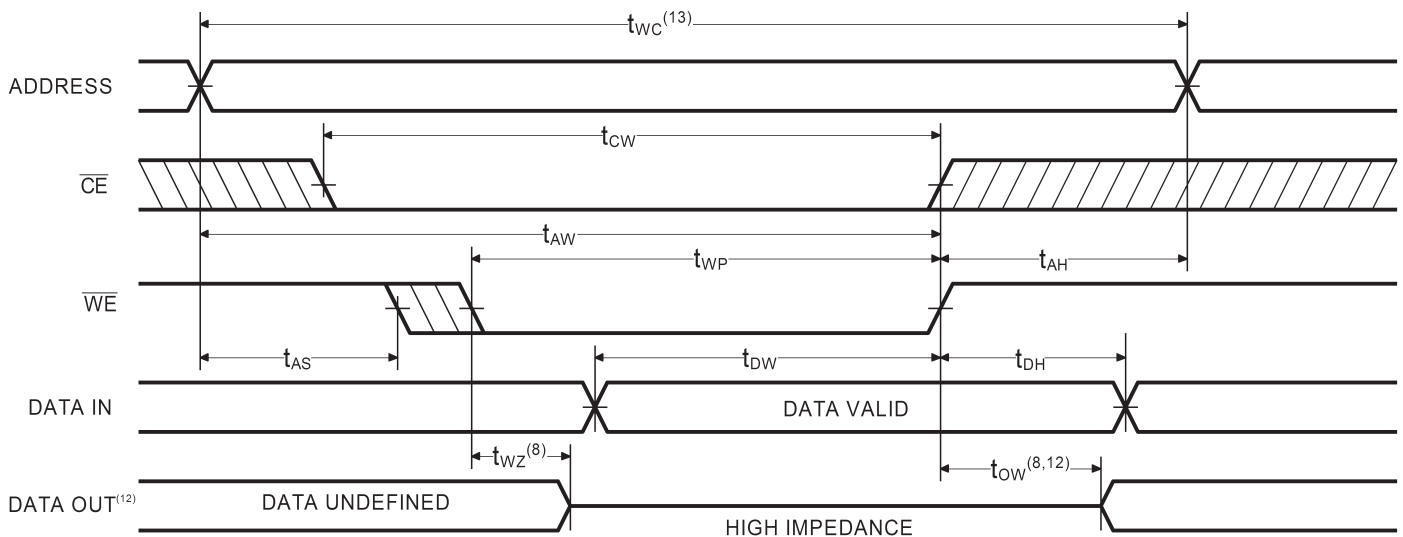 tWC(13)
ADDRESS
tCW
CE
tAW
tWP
tAH
WE
tAS
tDW
tDH
DATA IN
DATA VALID
tWZ(8)
tOW(8,12)
DATA OUT(12)
DATA UNDEFINED
HIGH IMPEDANCE